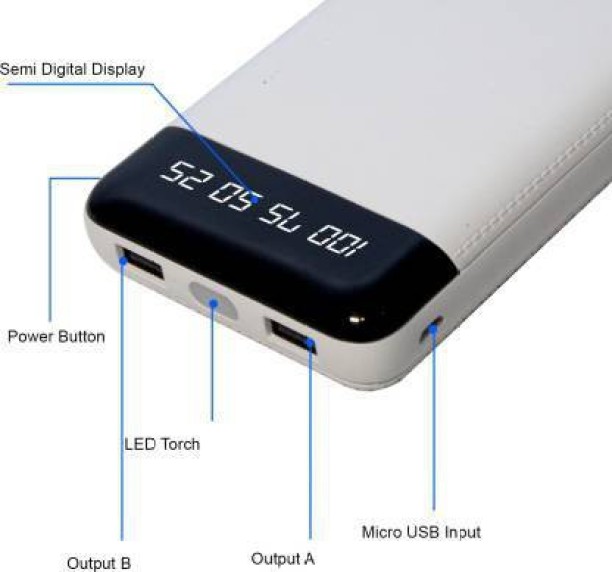 Semi Digital Display
100 75 50 25
Power Button
LED Torch
Micro USB Input
Output A
Output B